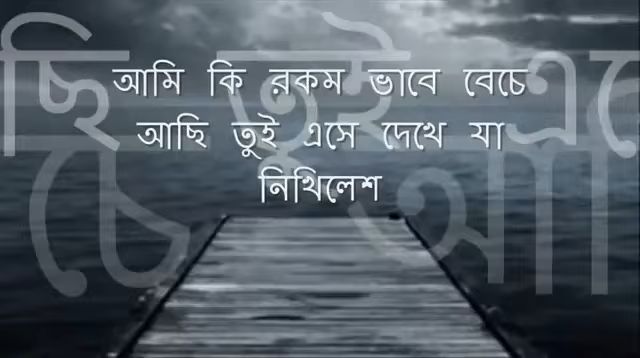 আমি কি রকম ভাবে বেচে
আছি তুই এসে দেখে যা
নিখিলেশ